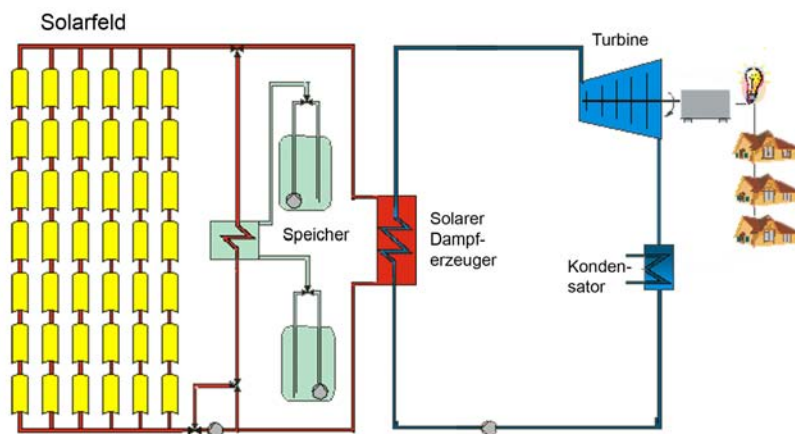 Solarfeld
Turbine
Speicher
Solarer
Dampf-
erzeuger
Konden-
sator